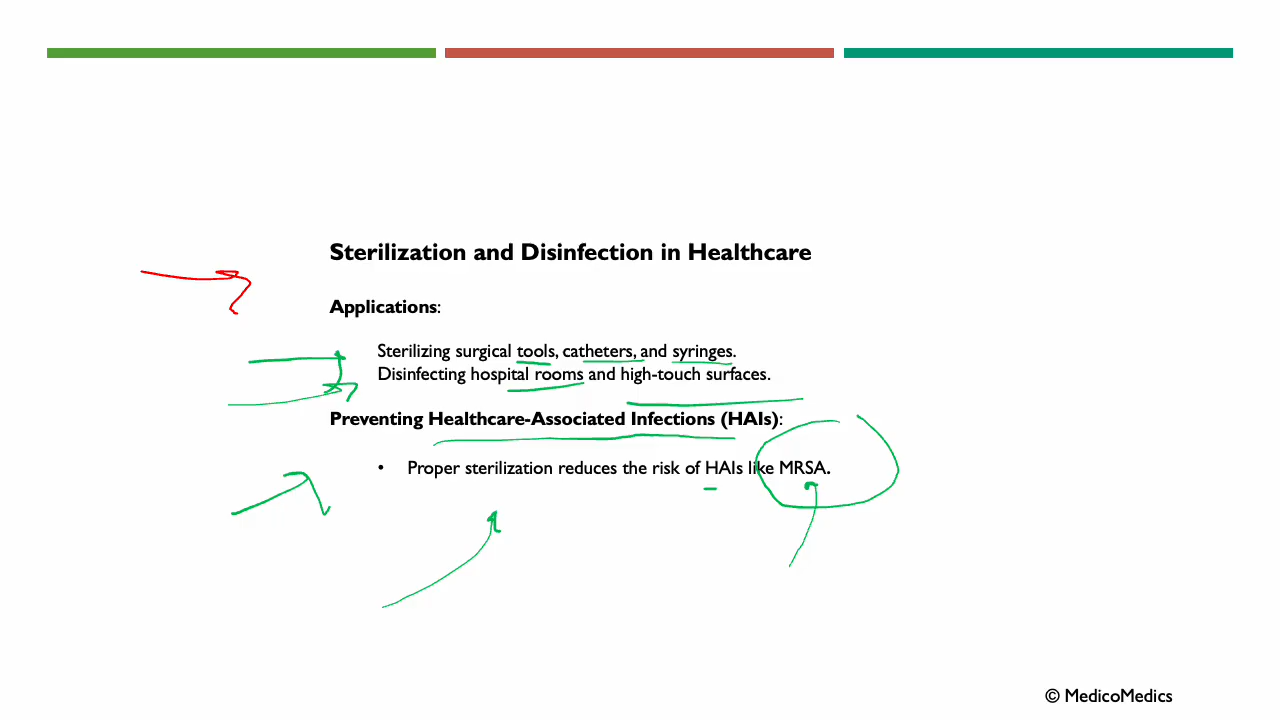 Sterilization and Disinfection in Healthcare
Applications:
Sterilizing surgical tools, catheters, and syringes.
Disinfecting hospital rooms and high-touch surfaces.
Preventing Healthcare-Associated Infections (HAIs):
• Proper sterilization reduces the risk of HAIs like MRSA.
© MedicoMedics